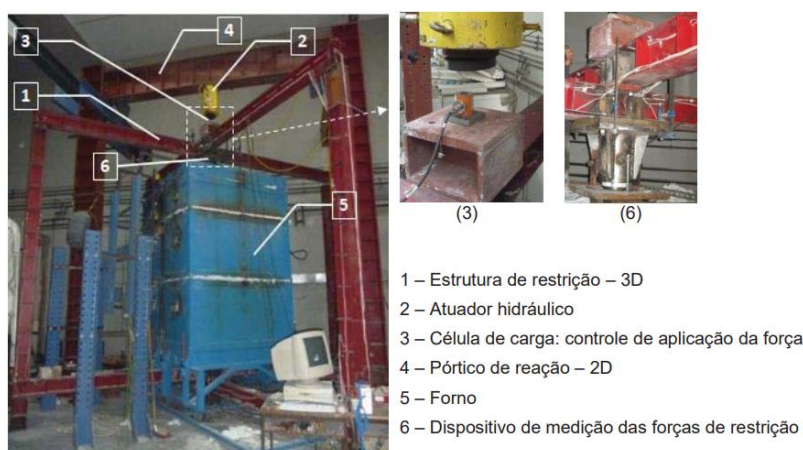 4
2
3
1
6
5
(3)
(6)
1 – Estrutura de restrição – 3D
2 – Atuador hidráulico
3 – Célula de carga: controle de aplicação da força
4 – Pórtico de reação – 2D
5 – Forno
6 – Dispositivo de medição das forças de restrição